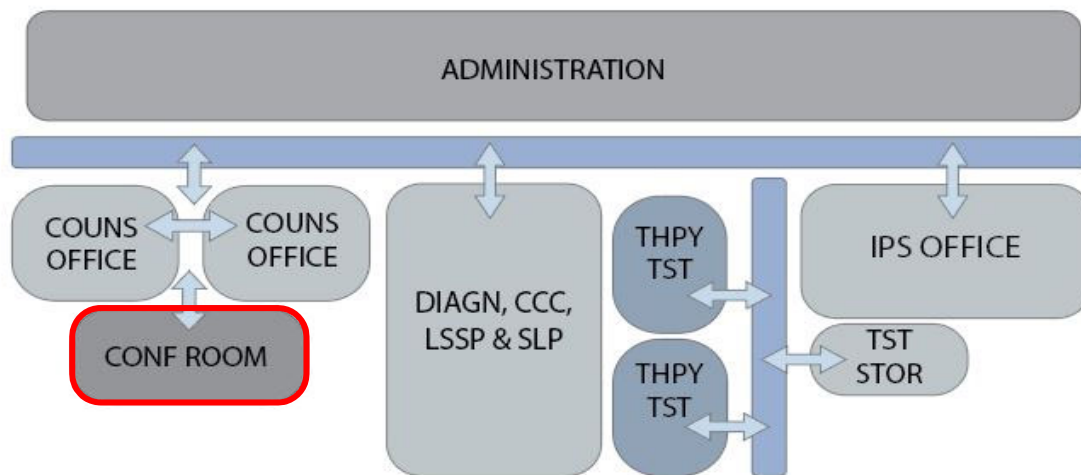 ADMINISTRATION
COUNS
OFFICE
COUNS
OFFICE
CONF ROOM
DIAGN, CCC,
LSSP & SLP
THPY
TST
THPY
TST
IPS OFFICE
TST
STOR